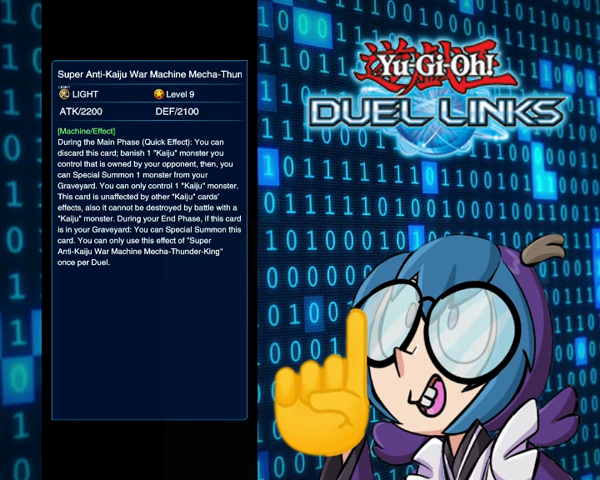 Super Anti-Kaiju War Machine Mecha-Thun
LIGHT
LIGHT Level 9
ATK/2200 DEF/2100
[Machine/Effect]
During the Main Phase (Quick Effect): You can
discard this card; banish 1 "Kaiju" monster you
control that is owned by your opponent, then, you
can Special Summon 1 monster from your
Graveyard. You can only control 1 "Kaiju" monster.
This card is unaffected by other "Kaiju" cards'
effects, also it cannot be destroyed by battle with a
"Kaiju" monster. During your End Phase, if this card
is in your Graveyard: You can Special Summon this
card. You can only use this effect of "Super
Anti-Kaiju War Machine Mecha-Thunder-King"
once per Duel.
Yu-Gi-Oh!
DUEL LINKS